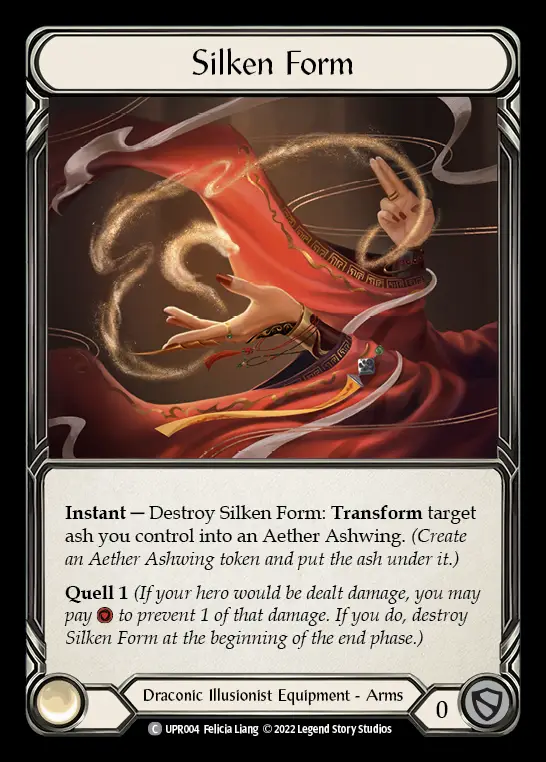 Silken Form
Instant — Destroy Silken Form: Transform target
ash you control into an Aether Ashwing. (Create
an Aether Ashwing token and put the ash under it.)
Quell 1 (If your hero would be dealt damage, you may
pay to prevent 1 of that damage. If you do, destroy
Silken Form at the beginning of the end phase.)
Draconic Illusionist Equipment - Arms
0
C UPR004 Felicia Liang © 2022 Legend Story Studios